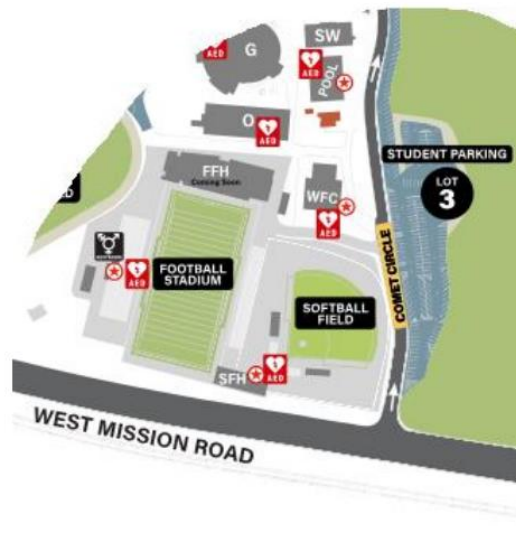 SW
G
AED
AED
POOL
O
AED
STUDENT PARKING
LOT
3
FFH
Coming Soon
WFC
AED
D
AED
FOOTBALL
STADIUM
COMET CIRCLE
SOFTBALL
FIELD
SFH
AED
WEST MISSION ROAD